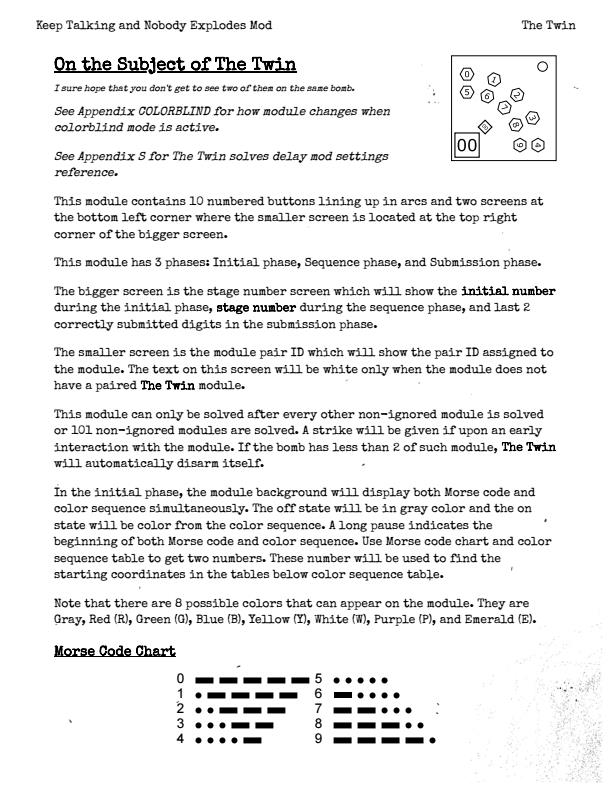 Keep Talking and Nobody Explodes Mod
The Twin
On the Subject of The Twin
I sure hope that you don't get to see two of them on the same bomb.
See Appendix COLORBLIND for how module changes when
colorblind mode is active.
See Appendix S for The Twin solves delay mod settings
reference.
0
1
5
6
2
7
3
8
9
4
00
This module contains 10 numbered buttons lining up in arcs and two screens at
the bottom left corner where the smaller screen is located at the top right
corner of the bigger screen.
This module has 3 phases: Initial phase, Sequence phase, and Submission phase.
The bigger screen is the stage number screen which will show the initial number
during the initial phase, stage number during the sequence phase, and last 2
correctly submitted digits in the submission phase.
The smaller screen is the module pair ID which will show the pair ID assigned to
the module. The text on this screen will be white only when the module does not
have a paired The Twin module.
This module can only be solved after every other non-ignored module is solved
or 101 non-ignored modules are solved. A strike will be given if upon an early
interaction with the module. If the bomb has less than 2 of such module, The Twin
will automatically disarm itself.
In the initial phase, the module background will display both Morse code and
color sequence simultaneously. The off state will be in gray color and the on
state will be color from the color sequence. A long pause indicates the
beginning of both Morse code and color sequence. Use Morse code chart and color
sequence table to get two numbers. These number will be used to find the
starting coordinates in the tables below color sequence table.
Note that there are 8 possible colors that can appear on the module. They are
Gray, Red (R), Green (G), Blue (B), Yellow (Y), White (W), Purple (P), and Emerald (E).
Morse Code Chart
0 5
1 6
2 7
3 8
4 9